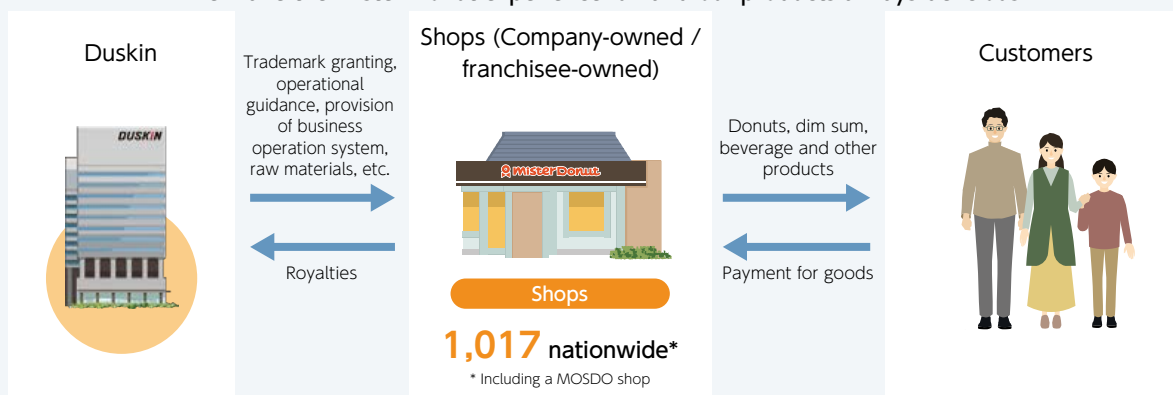 Duskin
Trademark granting,
operational
guidance, provision
of business
operation system,
raw materials, etc.
Royalties
DUSKIN
Shops (Company-owned /
franchisee-owned)
mister Donut
Shops
1,017 nationwide*
* Including a MOSDO shop
Donuts, dim sum,
beverage and other
products
Payment for goods
Customers